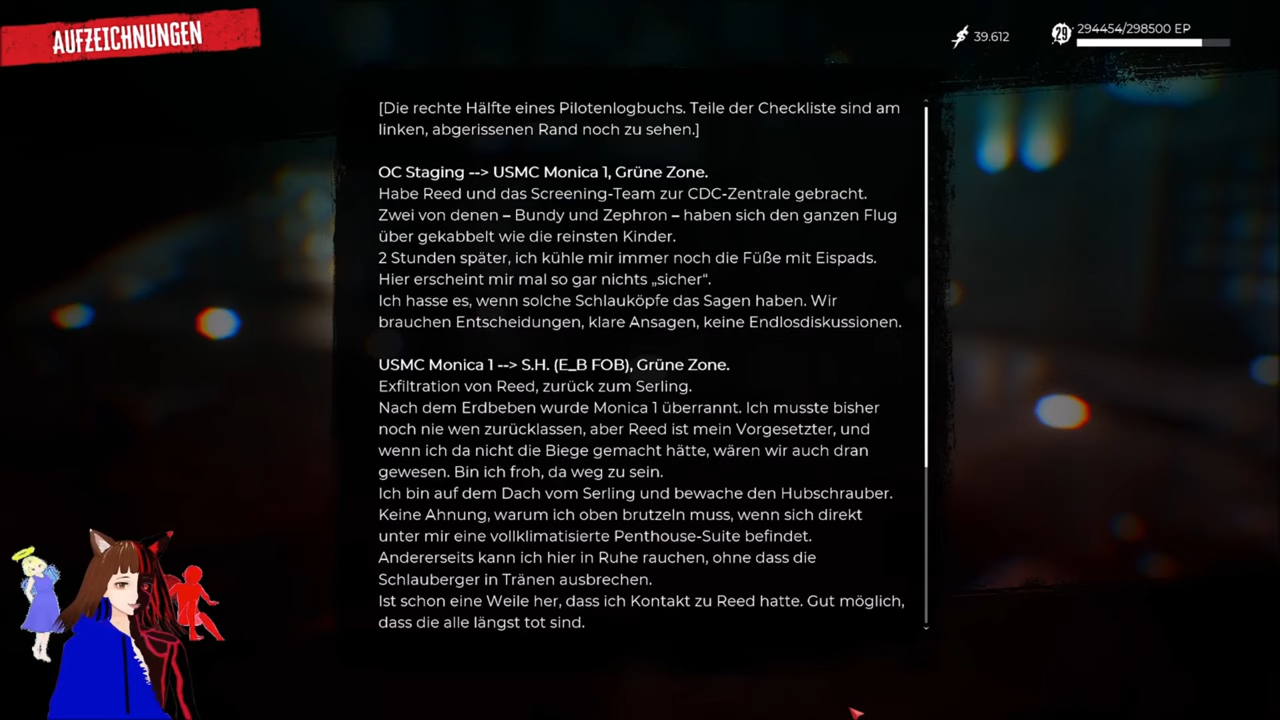 AUFZEICHNUNGEN
39.612
29
294454/298500 EP
[Die rechte Hälfte eines Pilotenlogbuchs. Teile der Checkliste sind am
linken, abgerissenen Rand noch zu sehen.]
OC Staging --> USMC Monica 1, Grüne Zone.
Habe Reed und das Screening-Team zur CDC-Zentrale gebracht.
Zwei von denen – Bundy und Zephron – haben sich den ganzen Flug
über gekabbelt wie die reinsten Kinder.
2 Stunden später, ich kühle mir immer noch die Füße mit Eispads.
Hier erscheint mir mal so gar nichts „sicher“.
Ich hasse es, wenn solche Schlauköpfe das Sagen haben. Wir
brauchen Entscheidungen, klare Ansagen, keine Endlosdiskussionen.
USMC Monica 1 --> S.H. (E_B FOB), Grüne Zone.
Exfiltration von Reed, zurück zum Serling.
Nach dem Erdbeben wurde Monica 1 überrannt. Ich musste bisher
noch nie wen zurücklassen, aber Reed ist mein Vorgesetzter, und
wenn ich da nicht die Biege gemacht hätte, wären wir auch dran
gewesen. Bin ich froh, da weg zu sein.
Ich bin auf dem Dach vom Serling und bewache den Hubschrauber.
Keine Ahnung, warum ich oben brutzeln muss, wenn sich direkt
unter mir eine vollklimatisierte Penthouse-Suite befindet.
Andererseits kann ich hier in Ruhe rauchen, ohne dass die
Schlauberger in Tränen ausbrechen.
Ist schon eine Weile her, dass ich Kontakt zu Reed hatte. Gut möglich,
dass die alle längst tot sind.